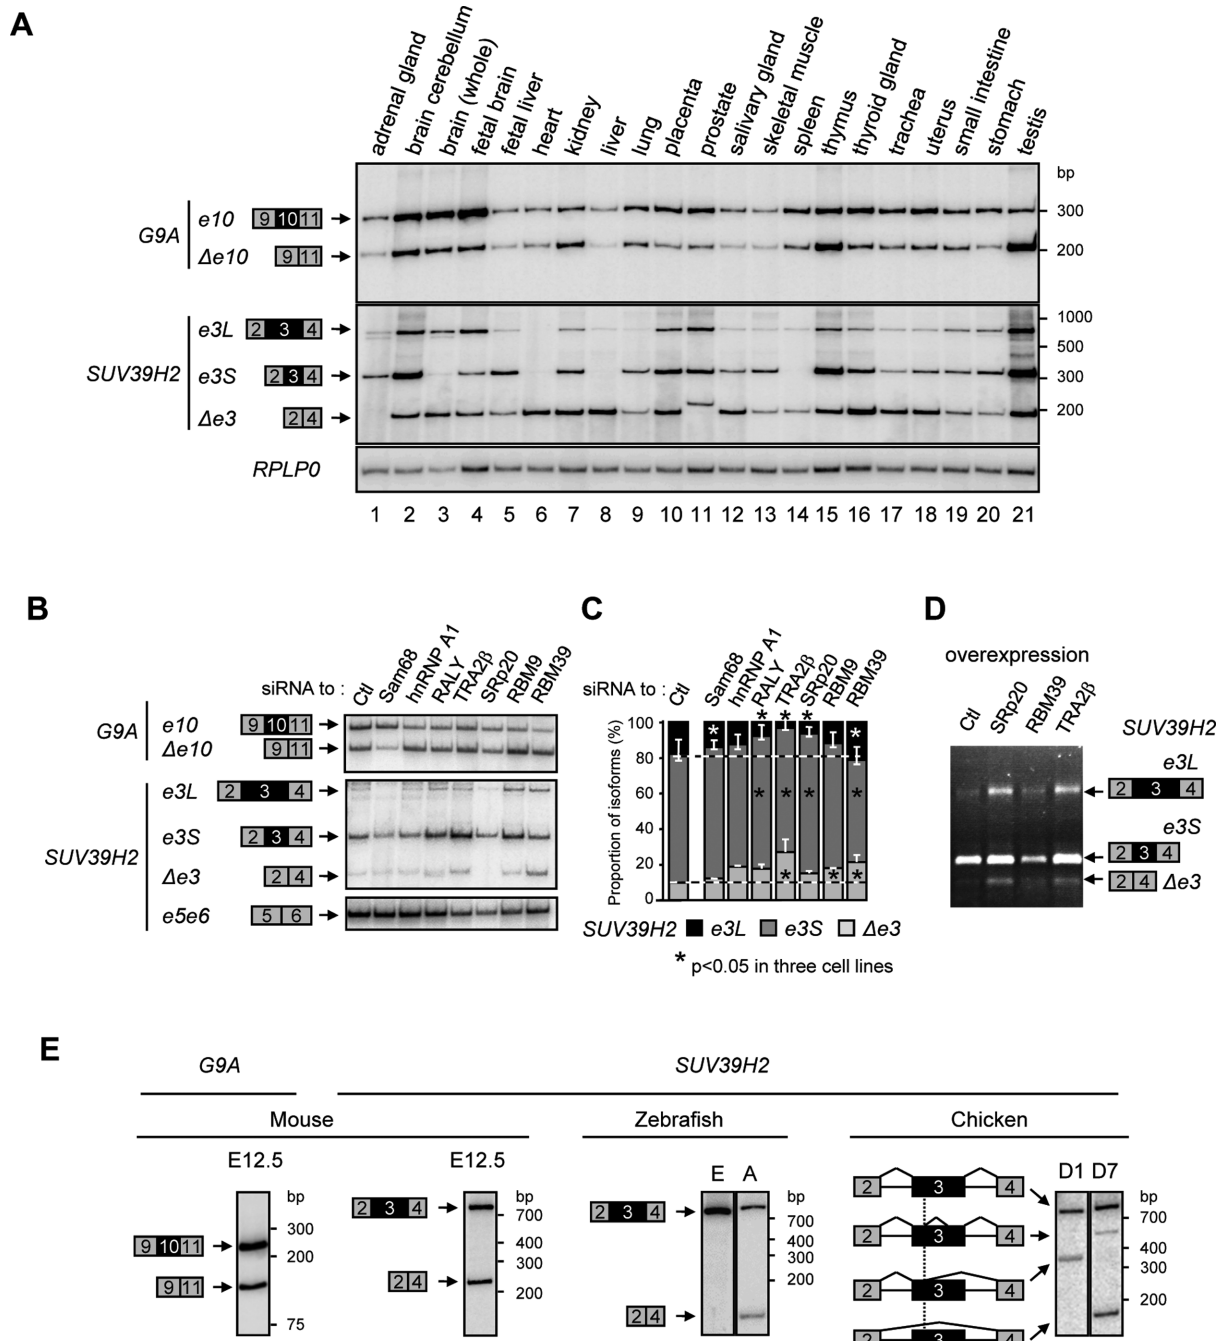 A
adrenal gland
brain cerebellum
brain (whole)
fetal brain
fetal liver
heart
kidney
liver
lung
placenta
prostate
salivary gland
skeletal muscle
spleen
thymus
thyroid gland
trachea
uterus
small intestine
stomach
testis
bp
G9A
e10 9 10 11 300
Δe10 9 11 200
SUV39H2
e3L 2 3 4 1000
500
e3S 2 3 4 300
Δe3 2 4 200
RPLP0
1 2 3 4 5 6 7 8 9 10 11 12 13 14 15 16 17 18 19 20 21
B
siRNA to :
Ctl
Sam68
hnRNP A1
RALY
TRA2β
SRp20
RBM9
RBM39
G9A
e10 9 10 11
Δe10 9 11
SUV39H2
e3L 2 3 4
e3S 2 3 4
Δe3 2 4
e5e6 5 6
C
siRNA to :
Ctl
Sam68
hnRNP A1
RALY
TRA2β
SRp20
RBM9
RBM39
Proportion of isoforms (%)
100
80
60
40
20
0
* * * * *
* * * *
* * *
SUV39H2 e3L e3S Δe3
* p<0.05 in three cell lines
D
overexpression
Ctl
SRp20
RBM39
TRA2β
SUV39H2
e3L
2 3 4
e3S
2 3 4
2 4 Δe3
E
G9A SUV39H2
Mouse Zebrafish Chicken
E12.5
bp
300
200
75
9 10 11
9 11
E12.5
bp
700
400
300
200
2 3 4
2 4
E A
bp
700
400
300
200
2 3 4
2 4
D1 D7
bp
700
400
300
200
2 3 4
2 3 4
2 3 4
2 3 4